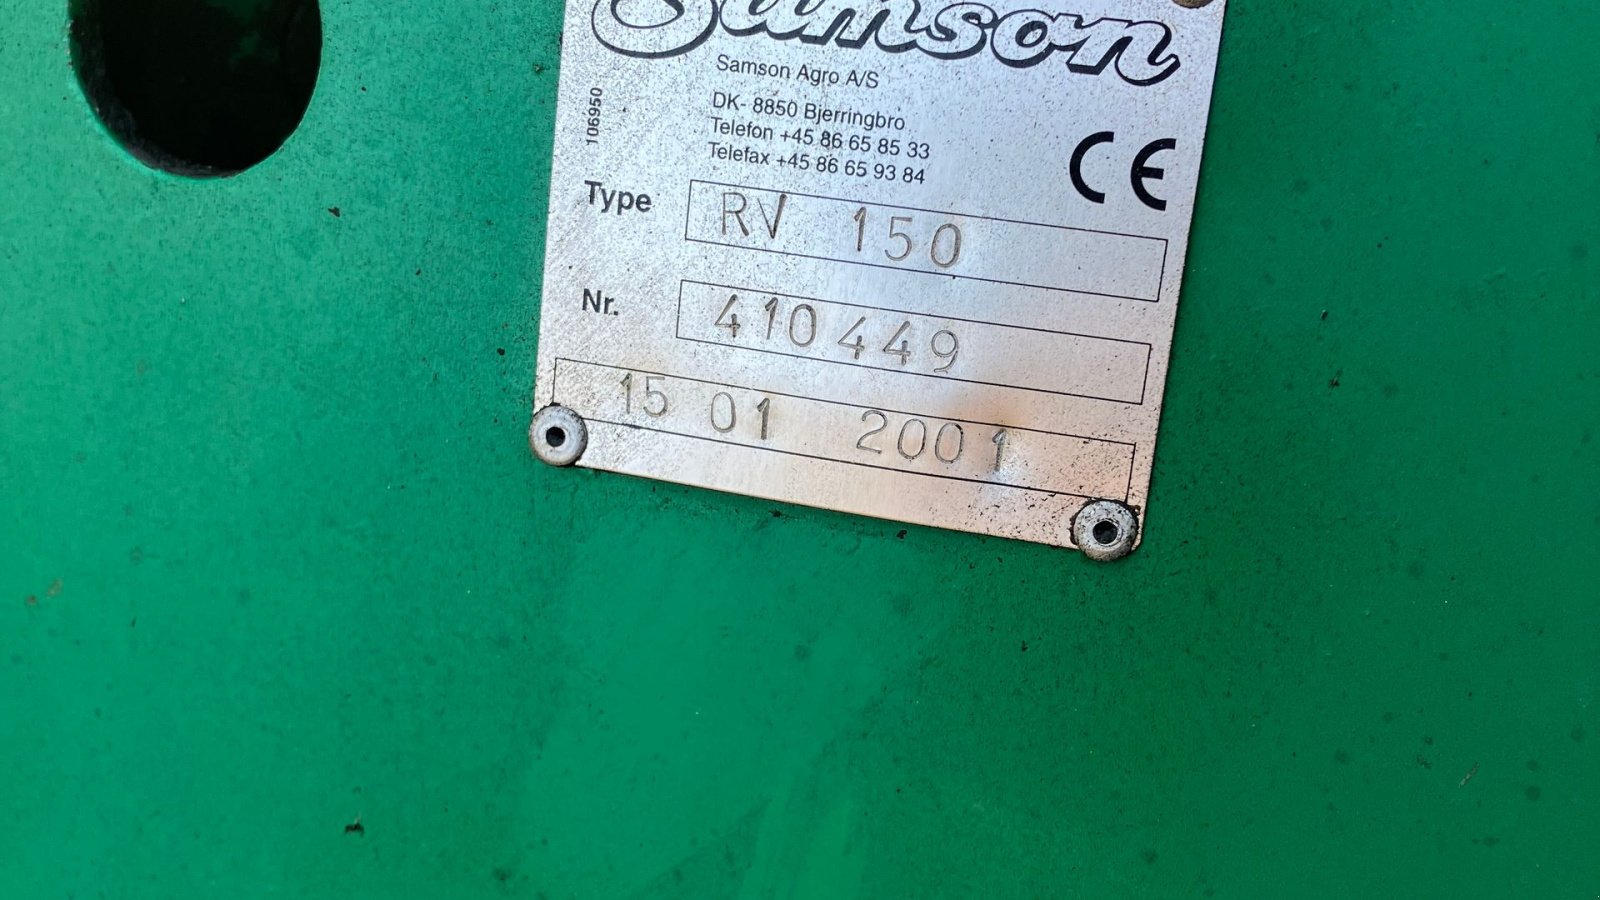 Samson
Samson Agro A/S
DK- 8850 Bjerringbro
Telefon +45 86 65 85 33
Telefax +45 86 65 93 84
106950
CE
Type RV 150
Nr. 410449
15 01 2001